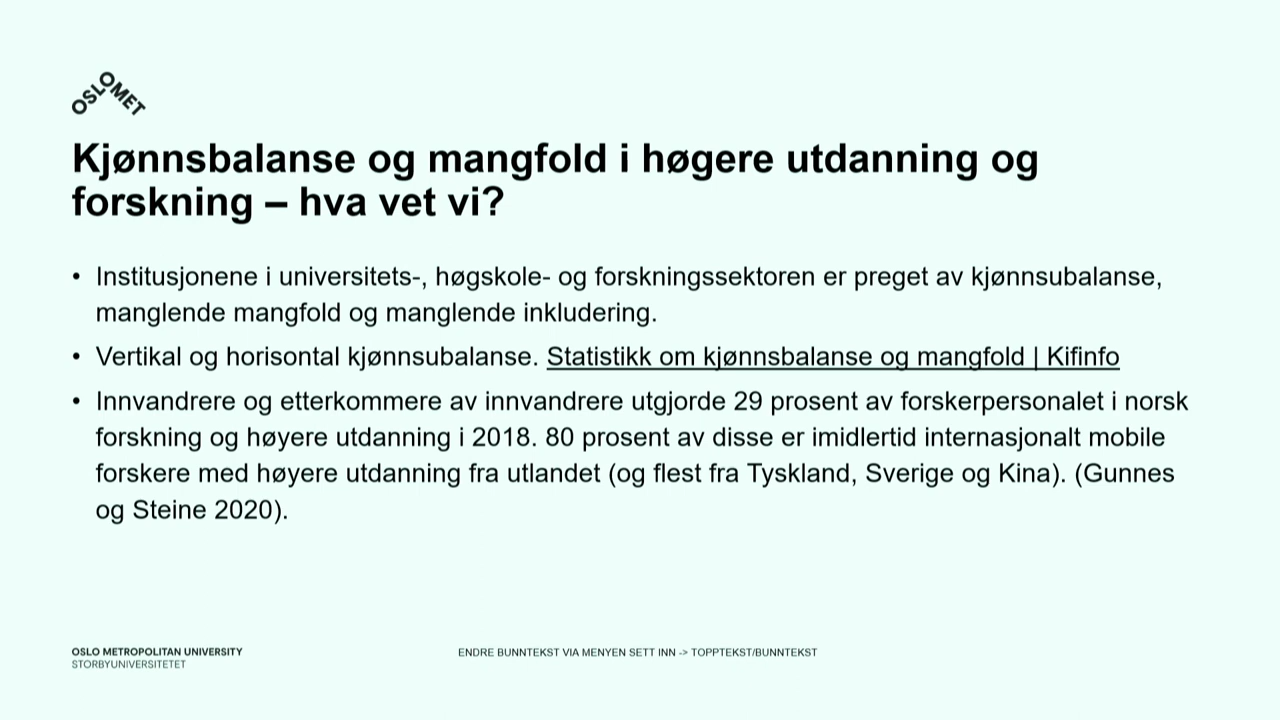 OSLOMET
Kjønnsbalanse og mangfold i høgere utdanning og
forskning – hva vet vi?
• Institusjonene i universitets-, høgskole- og forskningssektoren er preget av kjønnsubalanse,
manglende mangfold og manglende inkludering.
• Vertikal og horisontal kjønnsubalanse. Statistikk om kjønnsbalanse og mangfold | Kifinfo
• Innvandrere og etterkommere av innvandrere utgjorde 29 prosent av forskerpersonalet i norsk
forskning og høyere utdanning i 2018. 80 prosent av disse er imidlertid internasjonalt mobile
forskere med høyere utdanning fra utlandet (og flest fra Tyskland, Sverige og Kina). (Gunnes
og Steine 2020).
OSLO METROPOLITAN UNIVERSITY
STORBYUNIVERSITETET
ENDRE BUNNTEKST VIA MENYEN SETT INN -> TOPPTEKST/BUNNTEKST